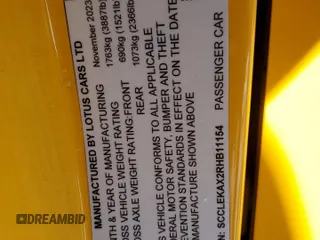 MANUFACTURED BY LOTUS CARS LTD
NTH & YEAR OF MANUFACTURING November 2023
OSS VEHICLE WEIGHT RATING 1763kg (3887lb)
OSS AXLE WEIGHT RATING:FRONT 690kg (1521lb
REAR 1073kg (2366lb
S VEHICLE CONFORMS TO ALL APPLICABLE
DERAL MOTOR SAFETY, BUMPER AND THEFT
EVENTION STANDARDS IN EFFECT ON THE DATE
MANUFACTURE SHOWN ABOVE
N: SCCLEKAX2RHB11154 PASSENGER CAR
DREAMBID